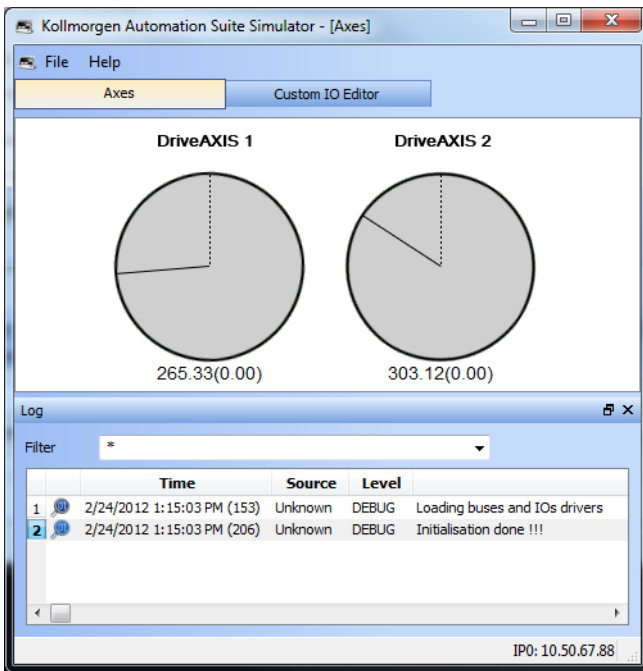 Kollmorgen Automation Suite Simulator - [Axes]
File Help
Axes Custom IO Editor
DriveAXIS 1 DriveAXIS 2
265.33(0.00) 303.12(0.00)
Log
Filter *
Time Source Level
1 2/24/2012 1:15:03 PM (153) Unknown DEBUG Loading buses and IOs drivers
2 2/24/2012 1:15:03 PM (206) Unknown DEBUG Initialisation done !!!
IP0: 10.50.67.88